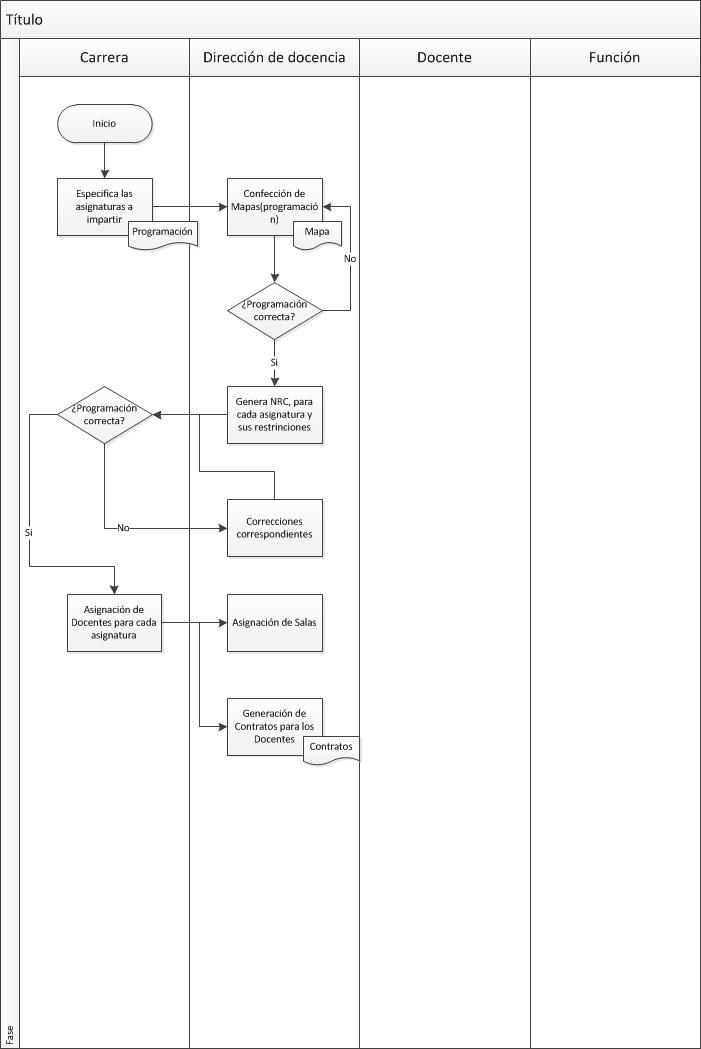 Título
Carrera
Dirección de docencia
Docente
Función
Inicio
Especifica las
asignaturas a
impartir
Programación
Confección de
Mapas(programació
n)
Mapa
No
¿Programación
correcta?
Si
Genera NRC, para
cada asignatura y
sus restrinciones
¿Programación
correcta?
No
Correcciones
correspondientes
Si
Asignación de
Docentes para cada
asignatura
Asignación de Salas
Generación de
Contratos para los
Docentes
Contratos
Fase